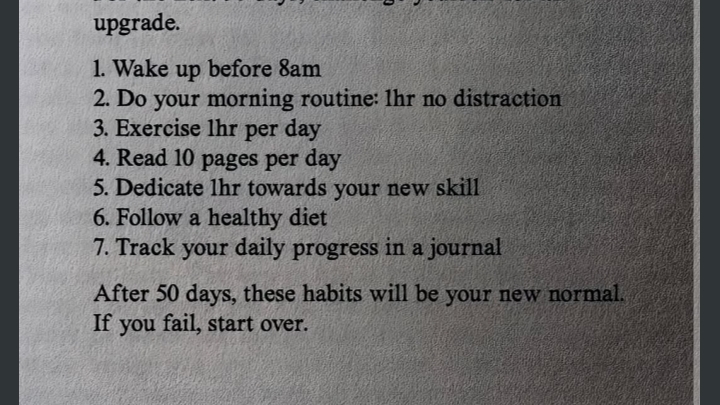 days, challenge yourself
upgrade.
1. Wake up before 8am
2. Do your morning routine: 1hr no distraction
3. Exercise 1hr per day
4. Read 10 pages per day
5. Dedicate 1hr towards your new skill
6. Follow a healthy diet
7. Track your daily progress in a journal
After 50 days, these habits will be your new normal.
If you fail, start over.